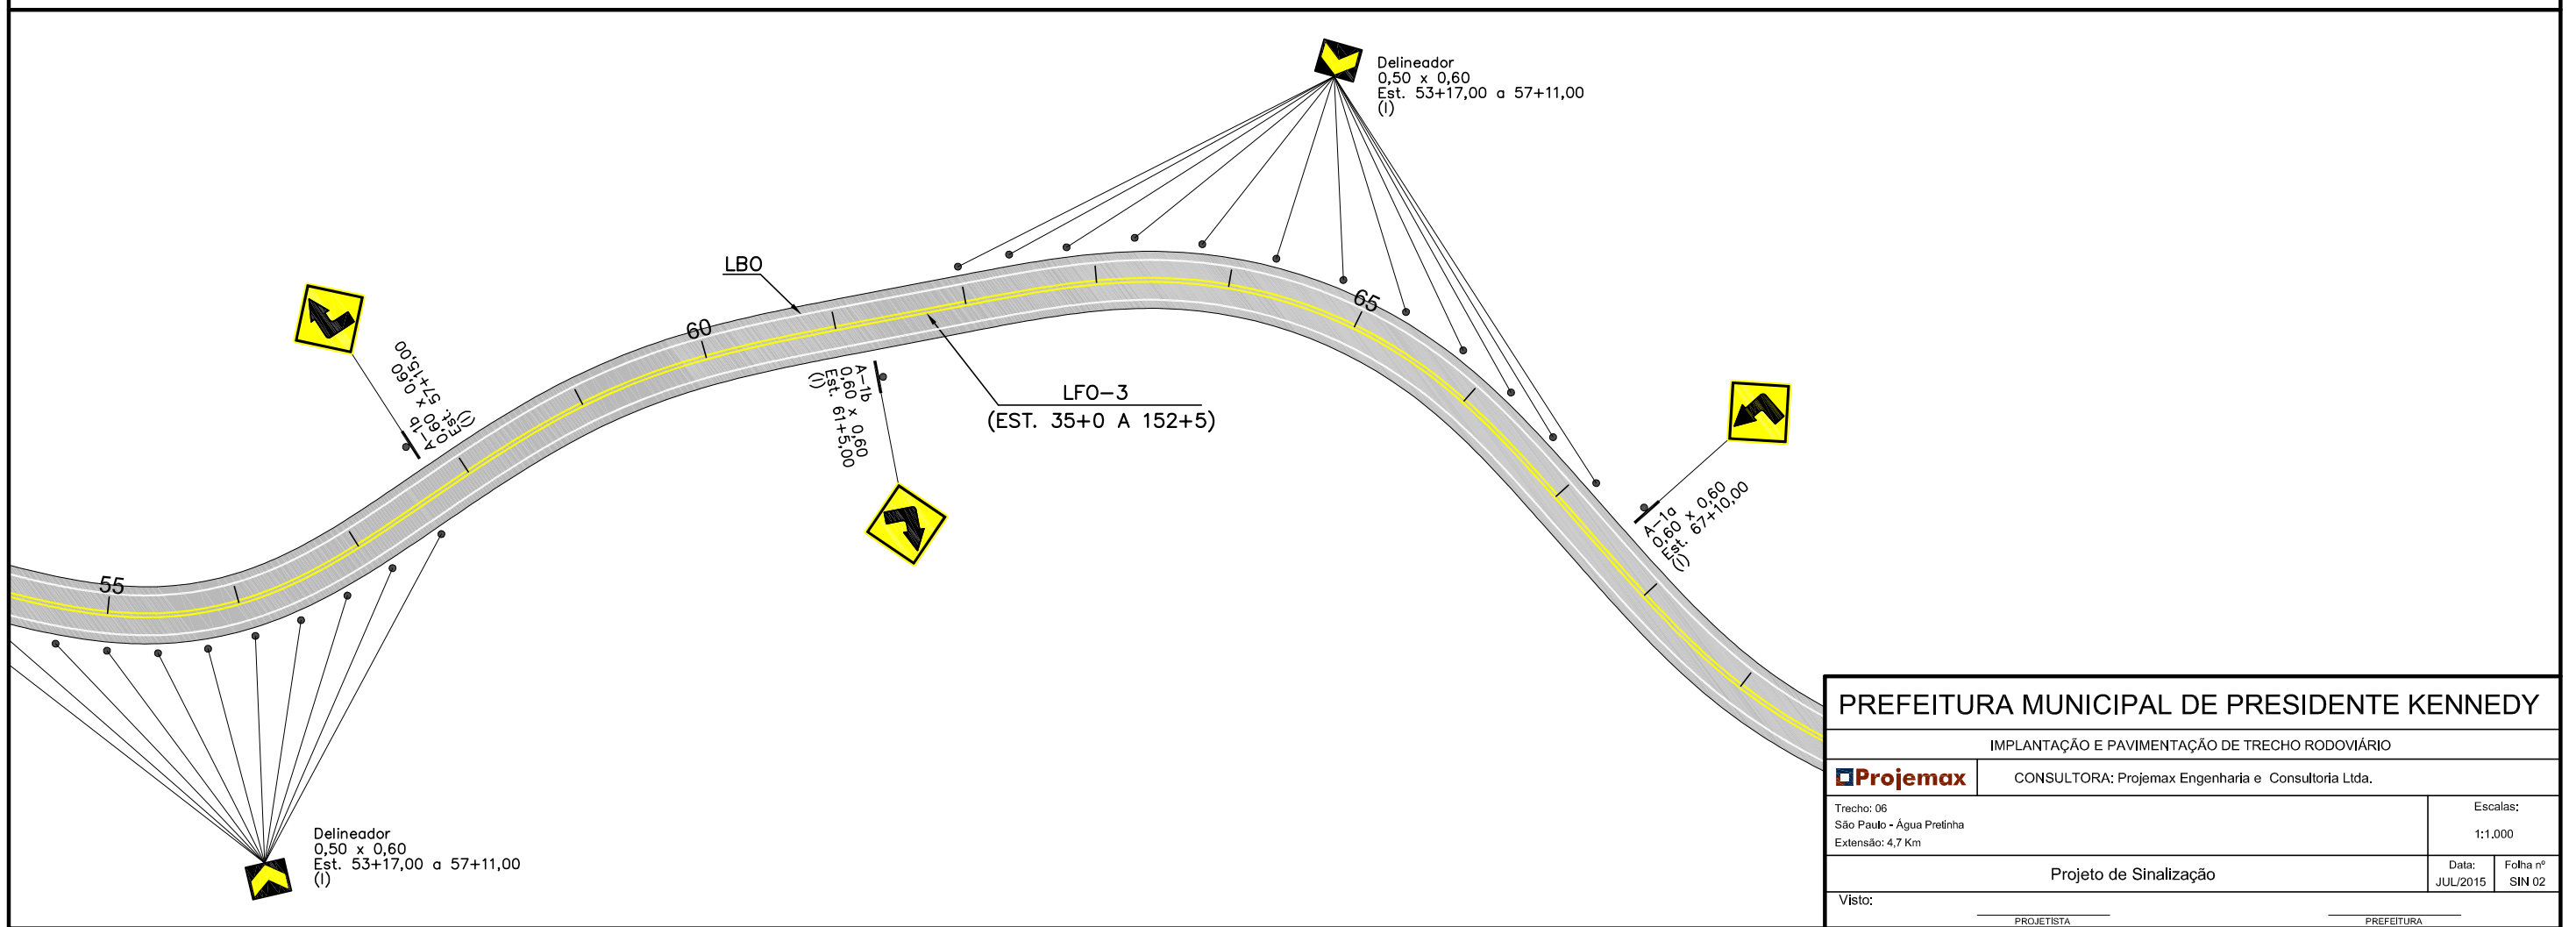 Delineador
0,50 x 0,60
Est. 53+17,00 a 57+11,00
(I)
LBO
A-1b
0,60 x 0,60
Est. 57+15,00
(I)
60
65
A-1b
0,60 x 0,60
Est. 61+5,00
(I)
LFO-3
(EST. 35+0 A 152+5)
A-1a
0,60 x 0,60
Est. 67+10,00
(I)
55
Delineador
0,50 x 0,60
Est. 53+17,00 a 57+11,00
(I)
PREFEITURA MUNICIPAL DE PRESIDENTE KENNEDY
IMPLANTAÇÃO E PAVIMENTAÇÃO DE TRECHO RODOVIÁRIO
Projemax
CONSULTORA: Projemax Engenharia e Consultoria Ltda.
Trecho: 06
São Paulo - Água Pretinha
Extensão: 4,7 Km
Escalas:
1:1.000
Projeto de Sinalização
Data:
JUL/2015
Folha nº
SIN 02
Visto:
PROJETISTA
PREFEITURA